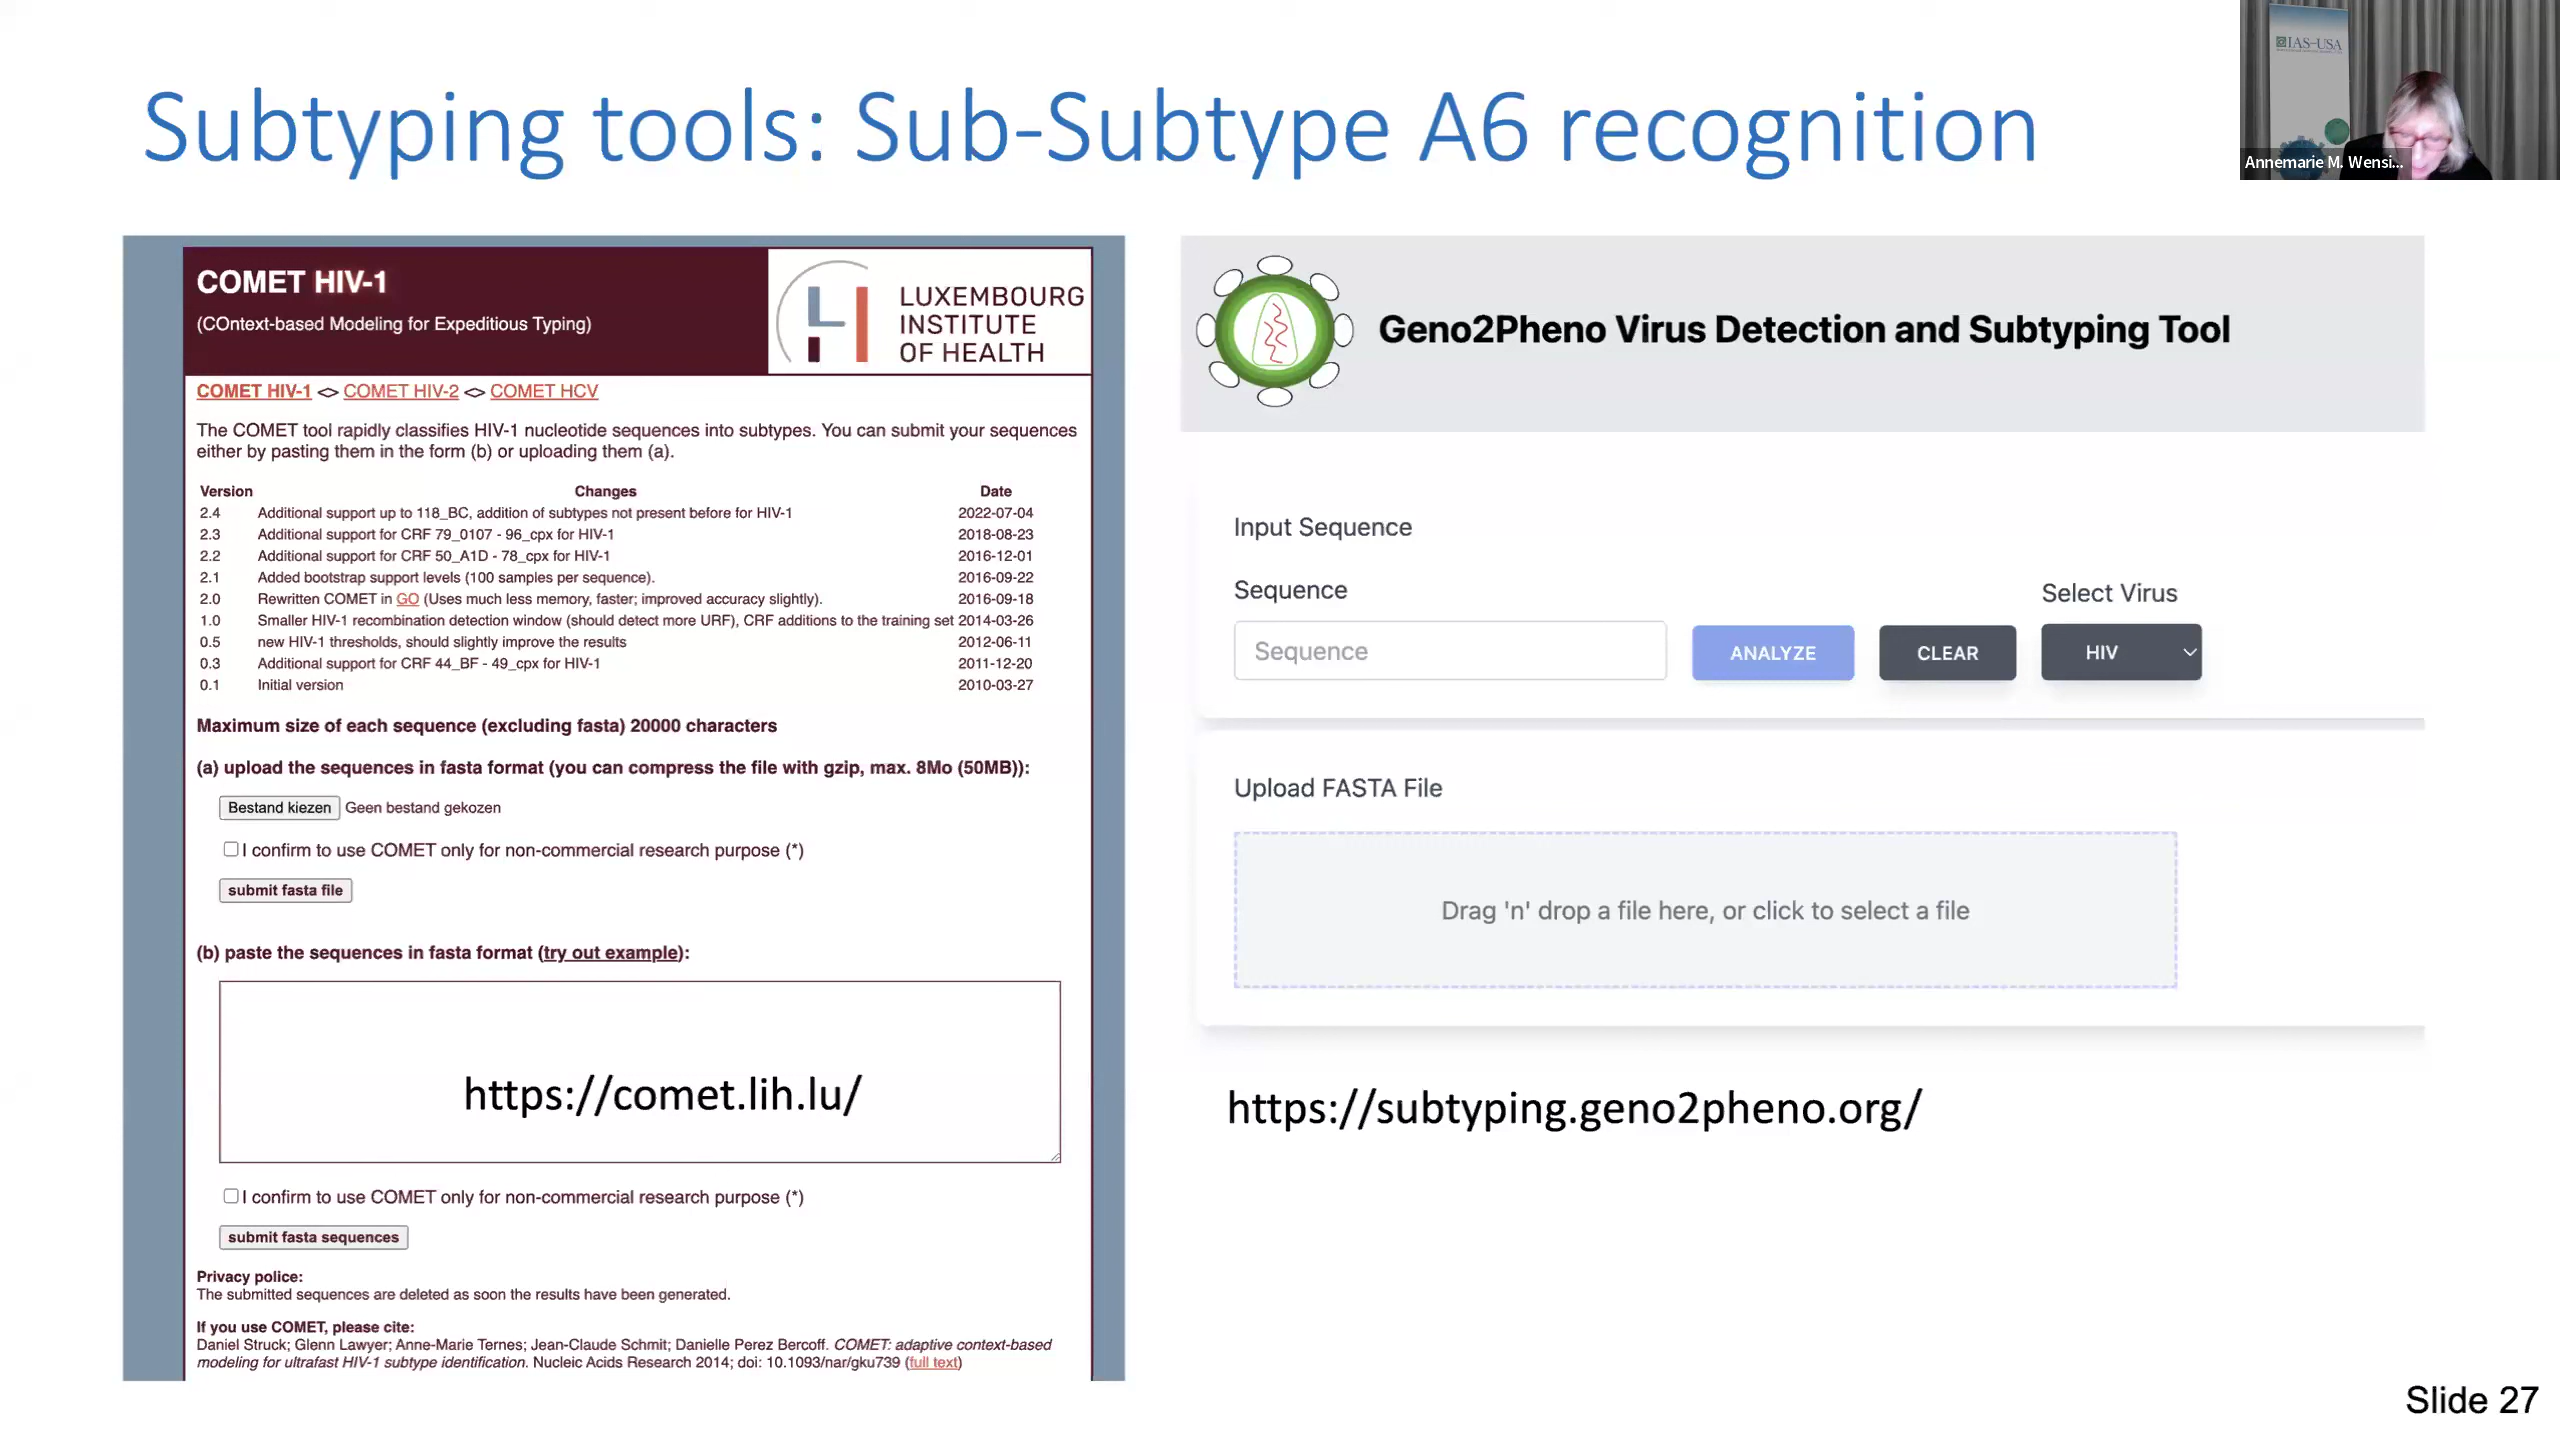 Subtyping tools: Sub-Subtype A6 recognition
IAS-USA
Annemarie M. Wensi...
COMET HIV-1
(COntext-based Modeling for Expeditious Typing)
LUXEMBOURG
INSTITUTE
OF HEALTH
COMET HIV-1 <> COMET HIV-2 <> COMET HCV
The COMET tool rapidly classifies HIV-1 nucleotide sequences into subtypes. You can submit your sequences
either by pasting them in the form (b) or uploading them (a).
Version Changes Date
2.4 Additional support up to 118_BC, addition of subtypes not present before for HIV-1 2022-07-04
2.3 Additional support for CRF 79_0107 - 96_cpx for HIV-1 2018-08-23
2.2 Additional support for CRF 50_A1D - 78_cpx for HIV-1 2016-12-01
2.1 Added bootstrap support levels (100 samples per sequence). 2016-09-22
2.0 Rewritten COMET in GO (Uses much less memory, faster; improved accuracy slightly). 2016-09-18
1.0 Smaller HIV-1 recombination detection window (should detect more URF), CRF additions to the training set 2014-03-26
0.5 new HIV-1 thresholds, should slightly improve the results 2012-06-11
0.3 Additional support for CRF 44_BF - 49_cpx for HIV-1 2011-12-20
0.1 Initial version 2010-03-27
Maximum size of each sequence (excluding fasta) 20000 characters
(a) upload the sequences in fasta format (you can compress the file with gzip, max. 8Mo (50MB)):
Bestand kiezen Geen bestand gekozen
I confirm to use COMET only for non-commercial research purpose (*)
submit fasta file
(b) paste the sequences in fasta format (try out example):
https://comet.lih.lu/
I confirm to use COMET only for non-commercial research purpose (*)
submit fasta sequences
Privacy police:
The submitted sequences are deleted as soon the results have been generated.
If you use COMET, please cite:
Daniel Struck; Glenn Lawyer; Anne-Marie Ternes; Jean-Claude Schmit; Danielle Perez Bercoff. COMET: adaptive context-based
modeling for ultrafast HIV-1 subtype identification. Nucleic Acids Research 2014; doi: 10.1093/nar/gku739 (full text)
Geno2Pheno Virus Detection and Subtyping Tool
Input Sequence
Sequence
Select Virus
Sequence
ANALYZE
CLEAR
HIV
Upload FASTA File
Drag 'n' drop a file here, or click to select a file
https://subtyping.geno2pheno.org/
Slide 27